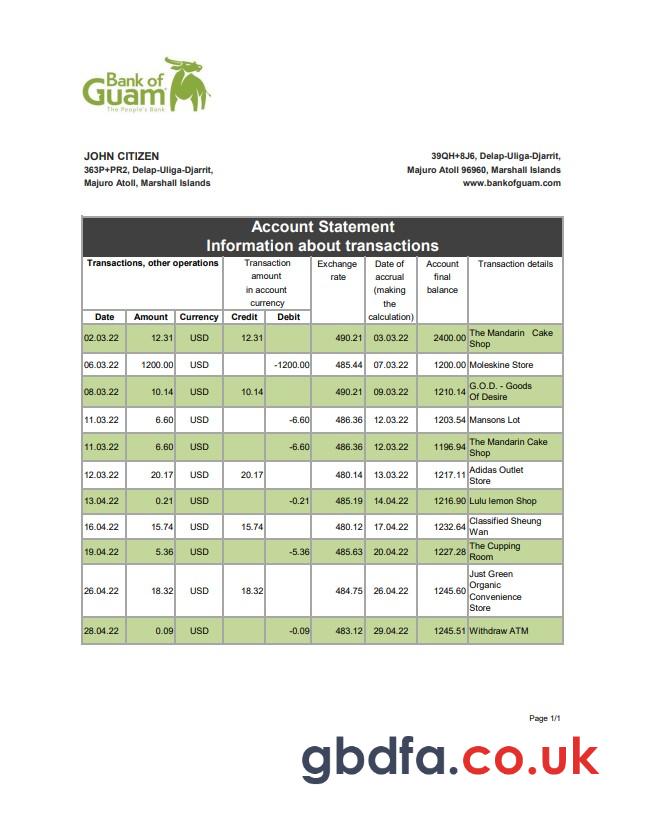 Bank of
Guam
The People's Bank
JOHN CITIZEN
363P+PR2, Delap-Uliga-Djarrit,
Majuro Atoll, Marshall Islands
39QH+8J6, Delap-Uliga-Djarrit,
Majuro Atoll 96960, Marshall Islands
www.bankofguam.com
Account Statement
Information about transactions
Transactions, other operations
Transaction
amount
in account
currency
Exchange
rate
Date of
accrual
(making
the
calculation)
Account
final
balance
Transaction details
Date Amount Currency Credit Debit
02.03.22 12.31 USD 12.31 490.21 03.03.22 2400.00 The Mandarin Cake
Shop
06.03.22 1200.00 USD -1200.00 485.44 07.03.22 1200.00 Moleskine Store
08.03.22 10.14 USD 10.14 490.21 09.03.22 1210.14 G.O.D. - Goods
Of Desire
11.03.22 6.60 USD -6.60 486.36 12.03.22 1203.54 Mansons Lot
11.03.22 6.60 USD -6.60 486.36 12.03.22 1196.94 The Mandarin Cake
Shop
12.03.22 20.17 USD 20.17 480.14 13.03.22 1217.11 Adidas Outlet
Store
13.04.22 0.21 USD -0.21 485.19 14.04.22 1216.90 Lulu lemon Shop
16.04.22 15.74 USD 15.74 480.12 17.04.22 1232.64 Classified Sheung
Wan
19.04.22 5.36 USD -5.36 485.63 20.04.22 1227.28 The Cupping
Room
26.04.22 18.32 USD 18.32 484.75 26.04.22 1245.60 Just Green
Organic
Convenience
Store
28.04.22 0.09 USD -0.09 483.12 29.04.22 1245.51 Withdraw ATM
Page 1/1
gbdfa.co.uk